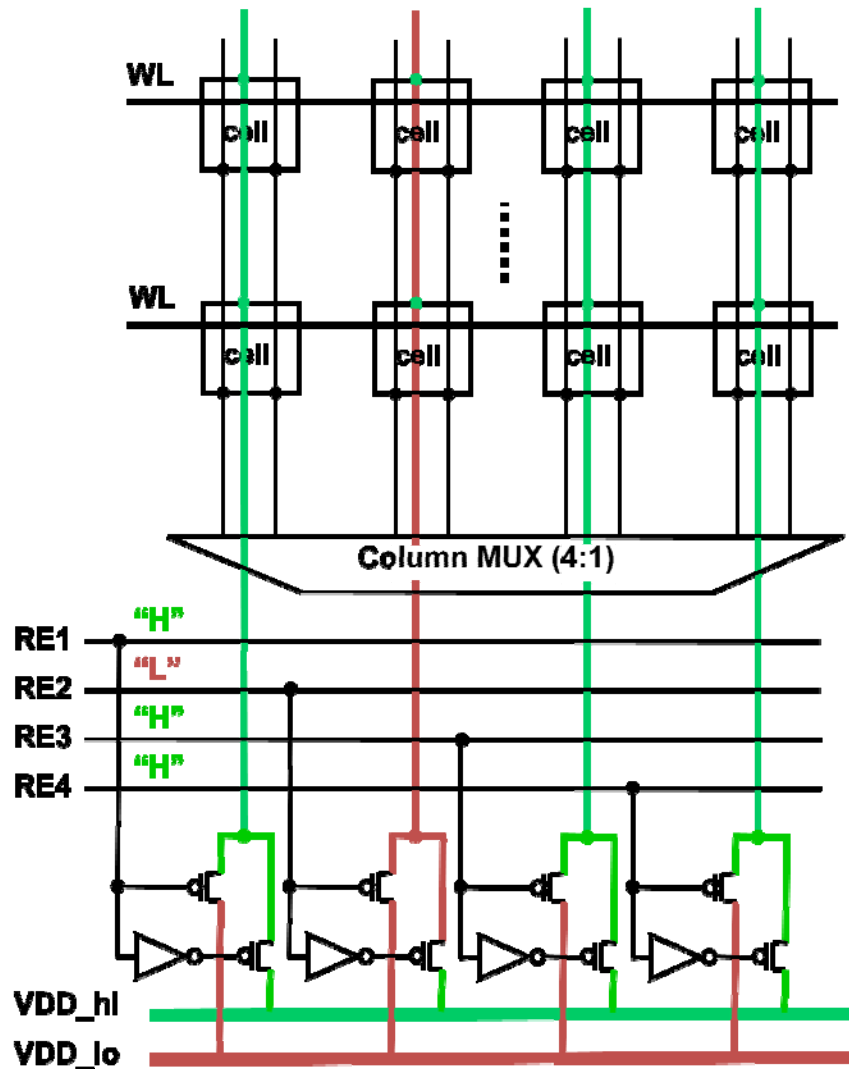 WL
cell cell cell cell
WL
cell cell cell cell
Column MUX (4:1)
“H”
RE1
“L”
RE2
“H”
RE3
“H”
RE4
VDD_hi
VDD_lo